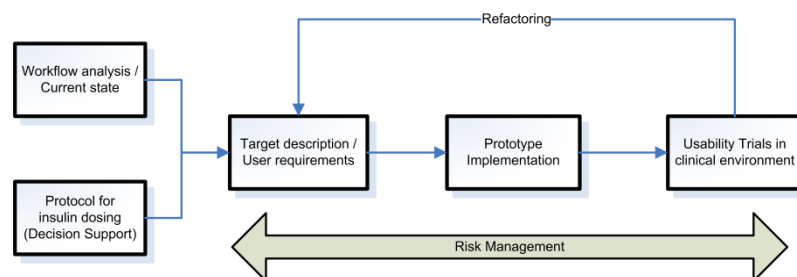 Refactoring
Workflow analysis /
Current state
Target description /
User requirements
Prototype
Implementation
Usability Trials in
clinical environment
Protocol for
insulin dosing
(Decision Support)
Risk Management